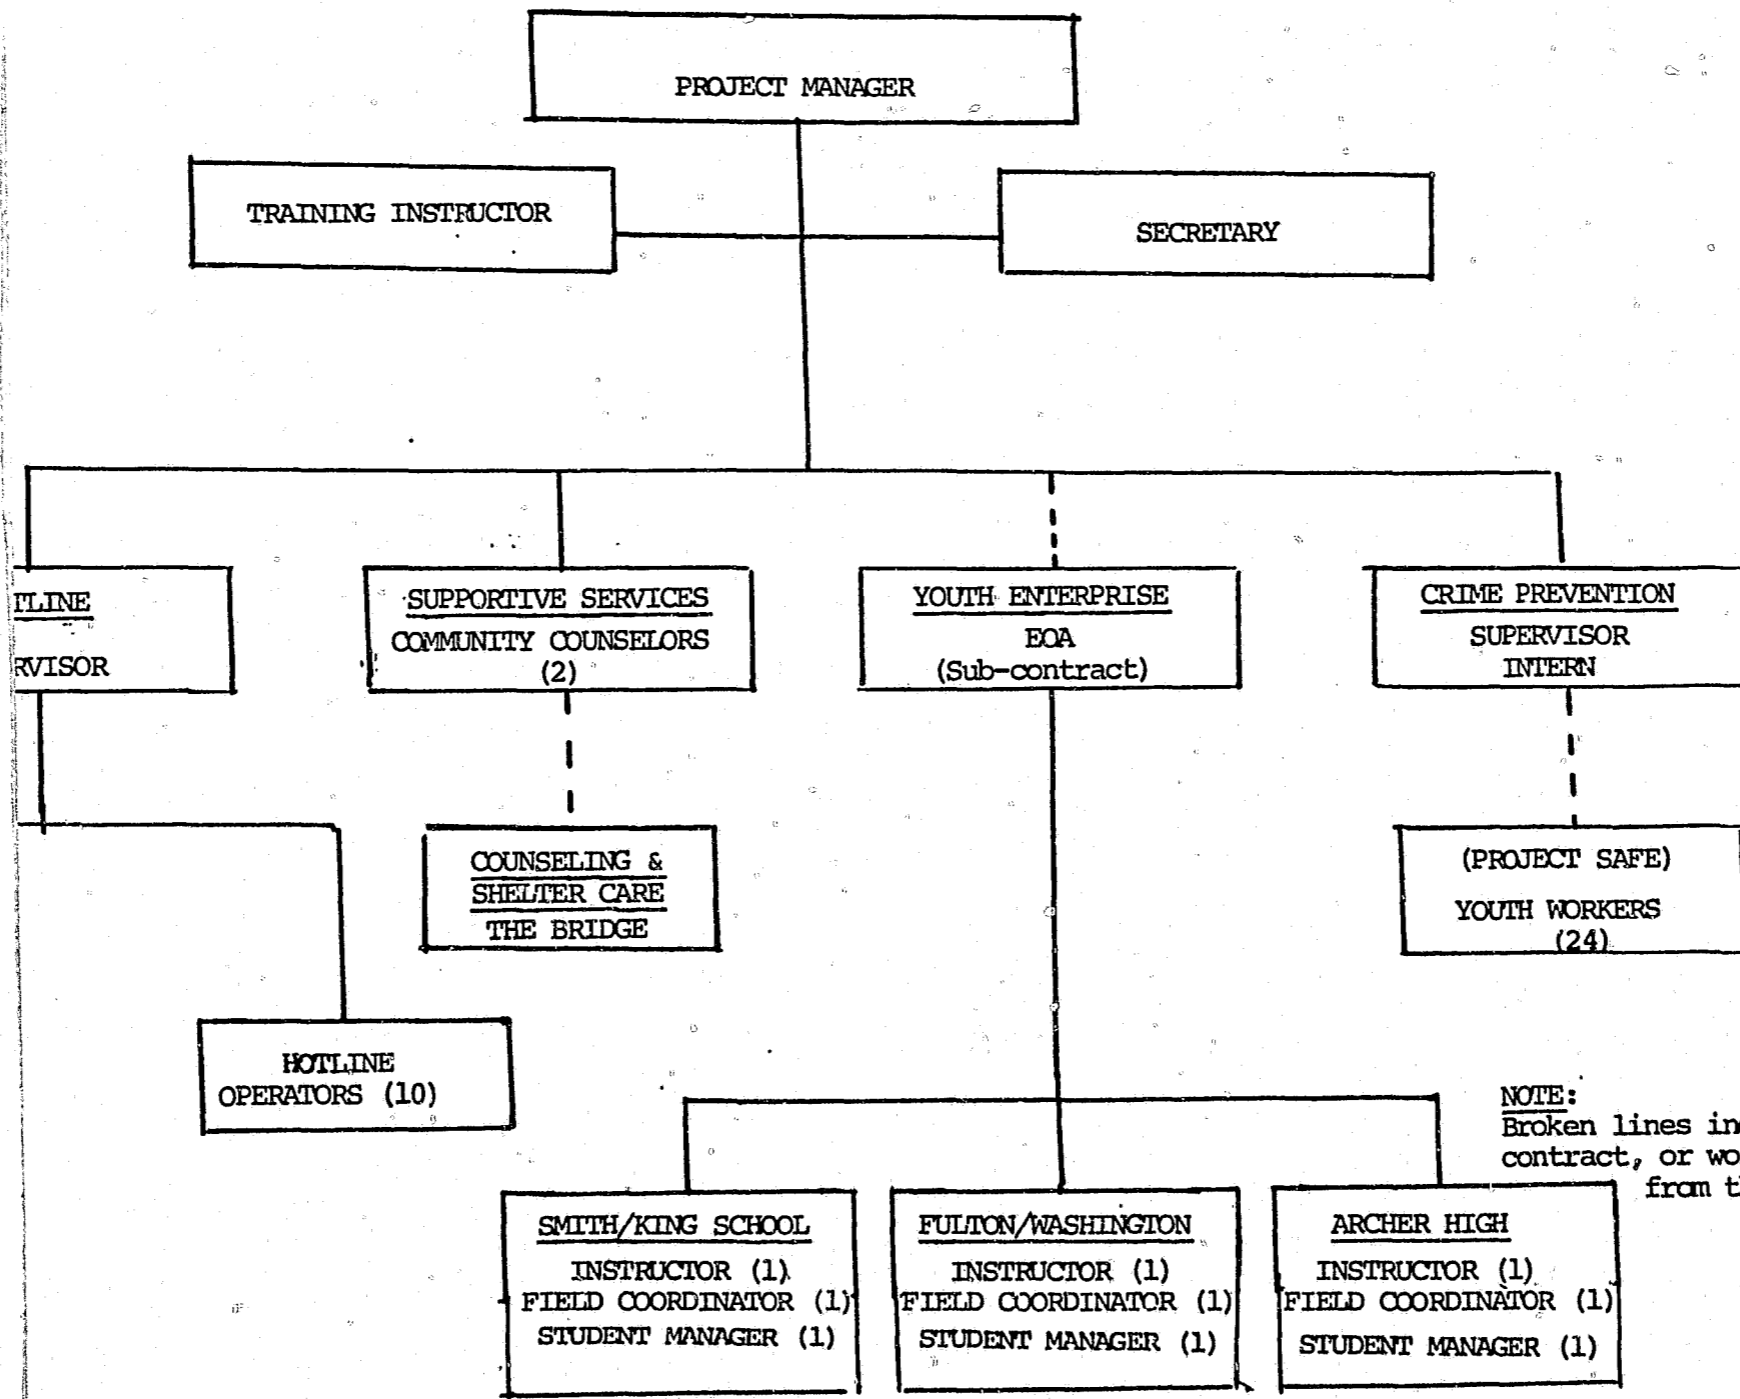 PROJECT MANAGER
TRAINING INSTRUCTOR
SECRETARY
TLINE
RVISOR
SUPPORTIVE SERVICES
COMMUNITY COUNSELORS
(2)
YOUTH ENTERPRISE
EOA
(Sub-contract)
CRIME PREVENTION
SUPERVISOR
INTERN
COUNSELING &
SHELTER CARE
THE BRIDGE
(PROJECT SAFE)
YOUTH WORKERS
(24)
HOTLINE
OPERATORS (10)
NOTE:
Broken lines in
contract, or wo
from t
SMITH/KING SCHOOL
INSTRUCTOR (1)
FIELD COORDINATOR (1)
STUDENT MANAGER (1)
FULTON/WASHINGTON
INSTRUCTOR (1)
FIELD COORDINATOR (1)
STUDENT MANAGER (1)
ARCHER HIGH
INSTRUCTOR (1)
FIELD COORDINATOR (1)
STUDENT MANAGER (1)